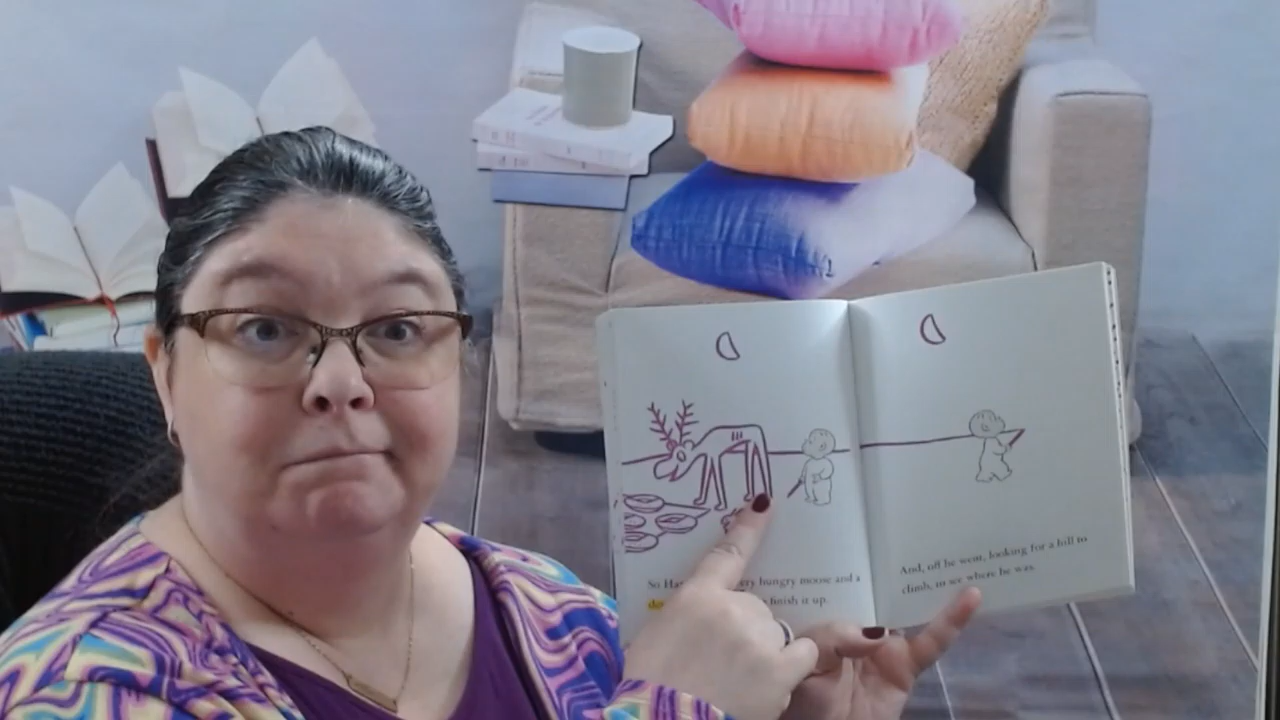 So Ha ery hungry moose and a
finish it up.
And, off he went, looking for a hill to
climb, to see where he was.